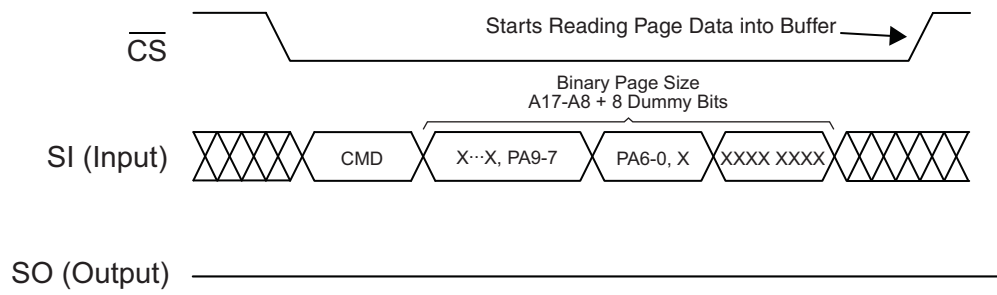 Starts Reading Page Data into Buffer
CS
Binary Page Size
A17-A8 + 8 Dummy Bits
SI (Input)
CMD
X···X, PA9-7
PA6-0, X
XXXX XXXX
SO (Output)